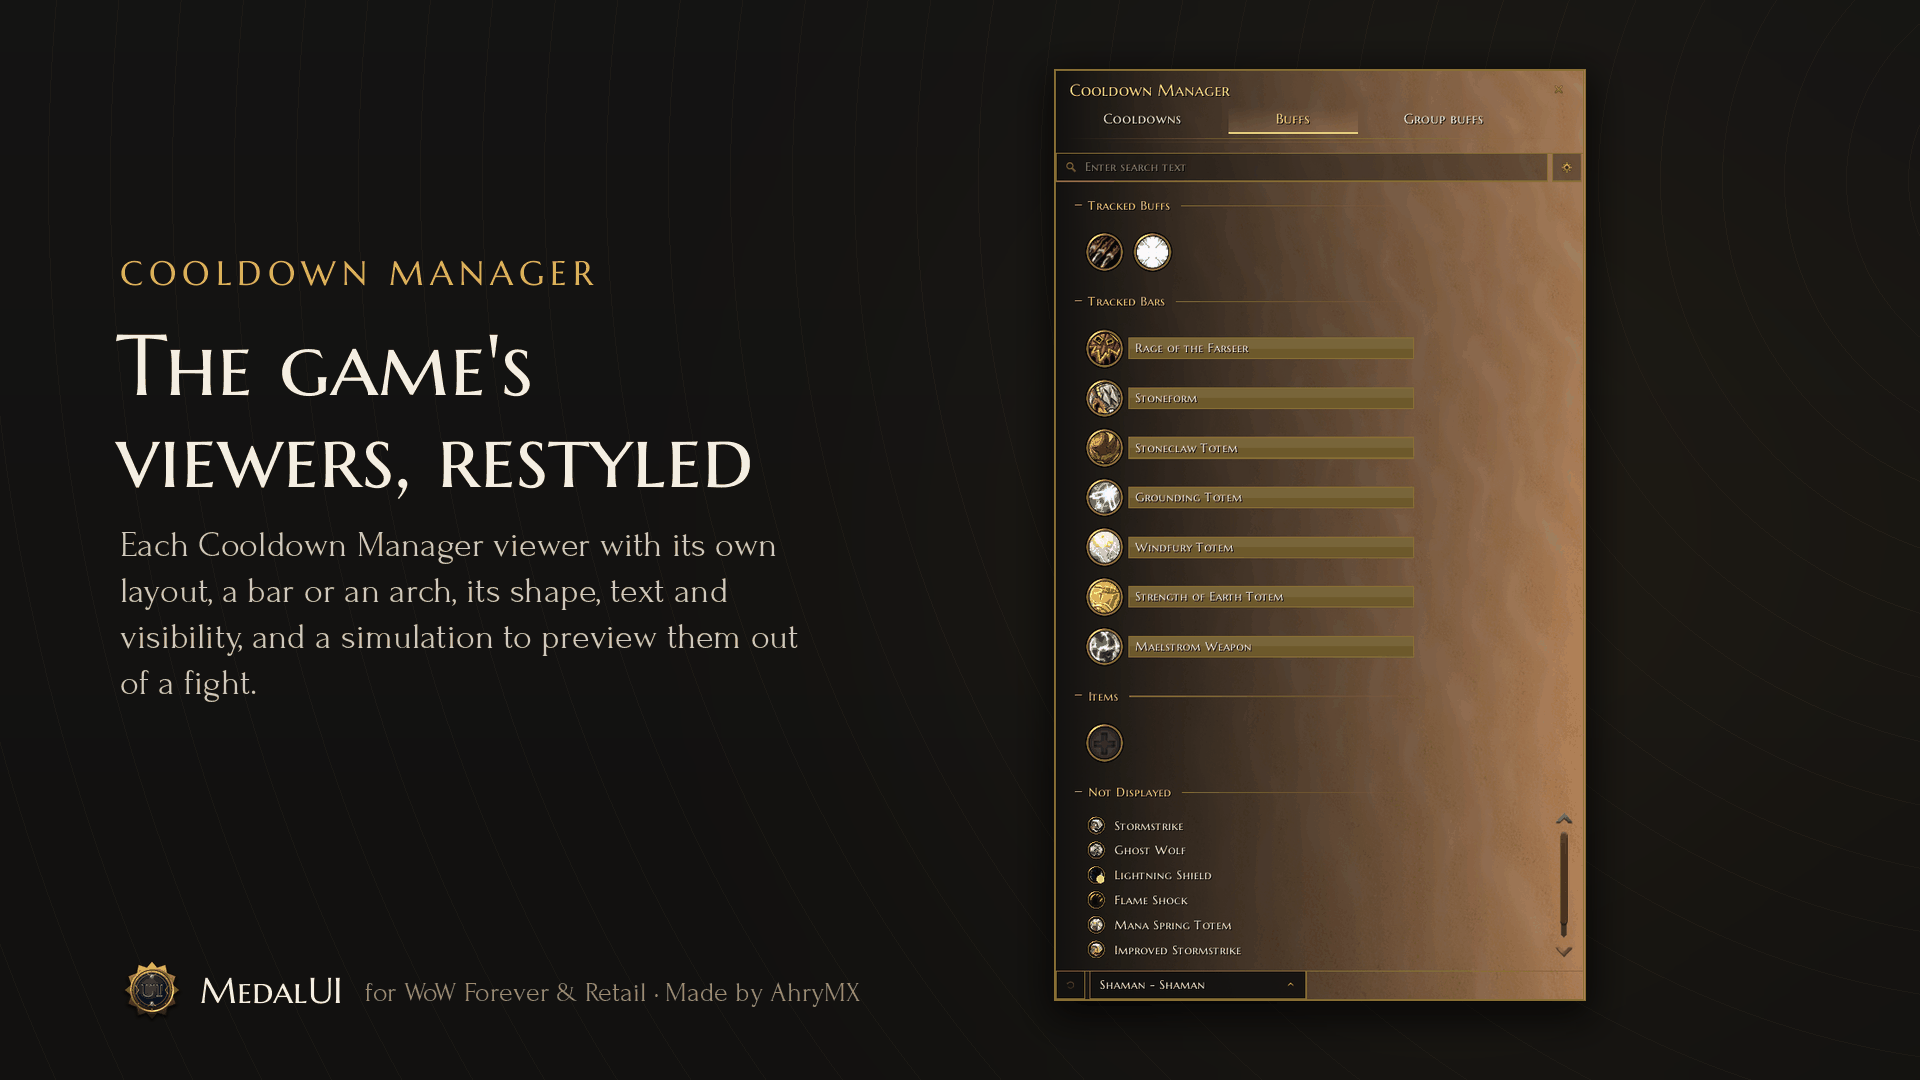 COOLDOWN MANAGER
The game's
viewers, restyled
Each Cooldown Manager viewer with its own
layout, a bar or an arch, its shape, text and
visibility, and a simulation to preview them out
of a fight.
UI
MedalUI for WoW Forever & Retail · Made by AhryMX
Cooldown Manager
Cooldowns Buffs Group buffs
Enter search text
– Tracked Buffs
– Tracked Bars
Rage of the Farseer
Stoneform
Stoneclaw Totem
Grounding Totem
Windfury Totem
Strength of Earth Totem
Maelstrom Weapon
– Items
– Not Displayed
Stormstrike
Ghost Wolf
Lightning Shield
Flame Shock
Mana Spring Totem
Improved Stormstrike
Shaman - Shaman